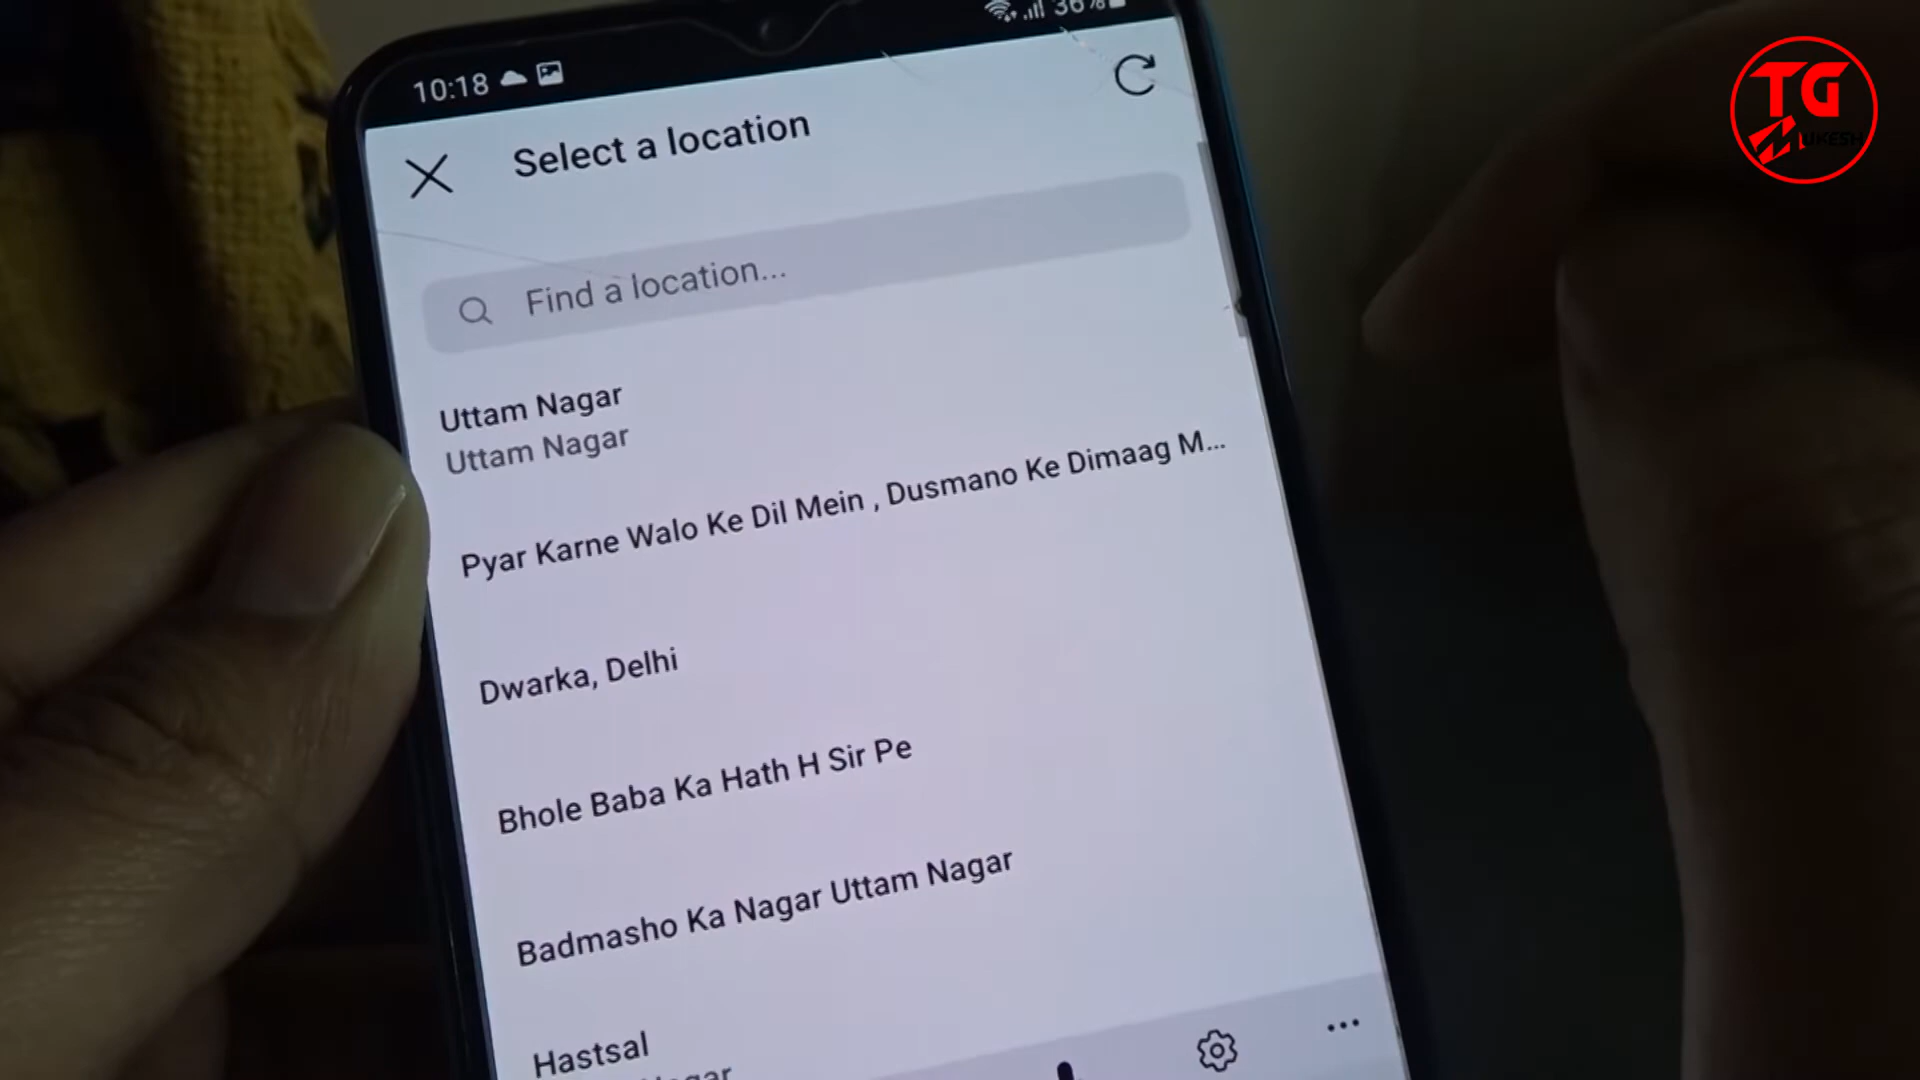 10:18
36%
TG
MUKESH
Select a location
Find a location...
Uttam Nagar
Uttam Nagar
Pyar Karne Walo Ke Dil Mein , Dusmano Ke Dimaag M...
Dwarka, Delhi
Bhole Baba Ka Hath H Sir Pe
Badmasho Ka Nagar Uttam Nagar
Hastsal